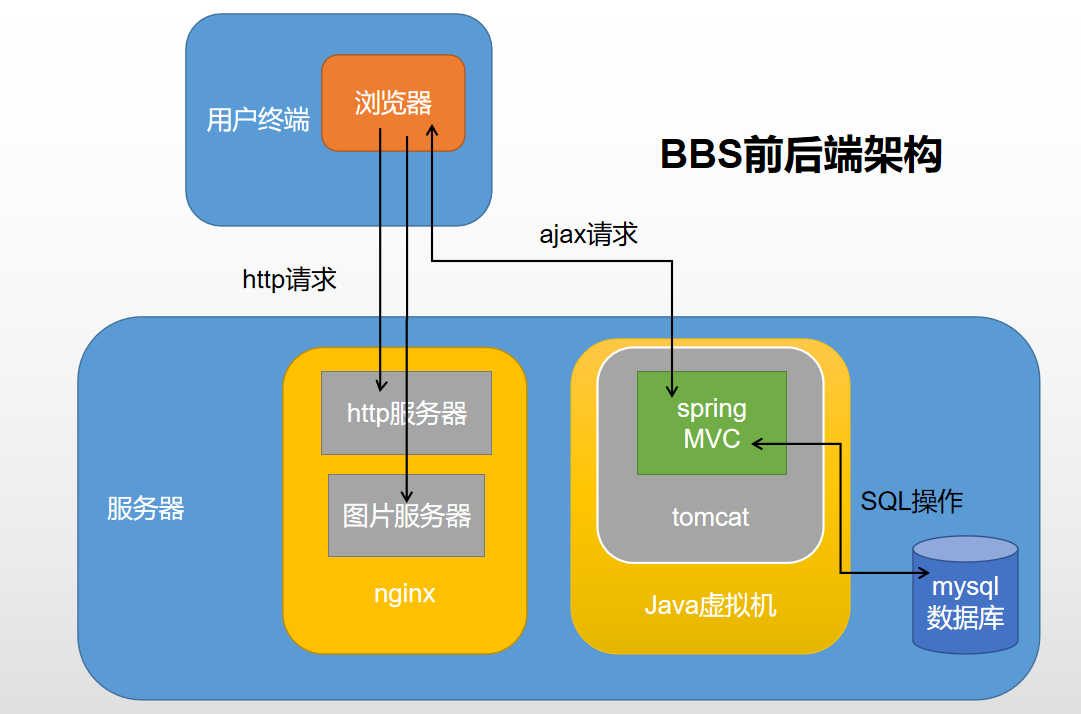 用户终端
浏览器
BBS前后端架构
ajax请求
http请求
服务器
http服务器
图片服务器
nginx
spring
MVC
tomcat
Java虚拟机
SQL操作
mysql
数据库